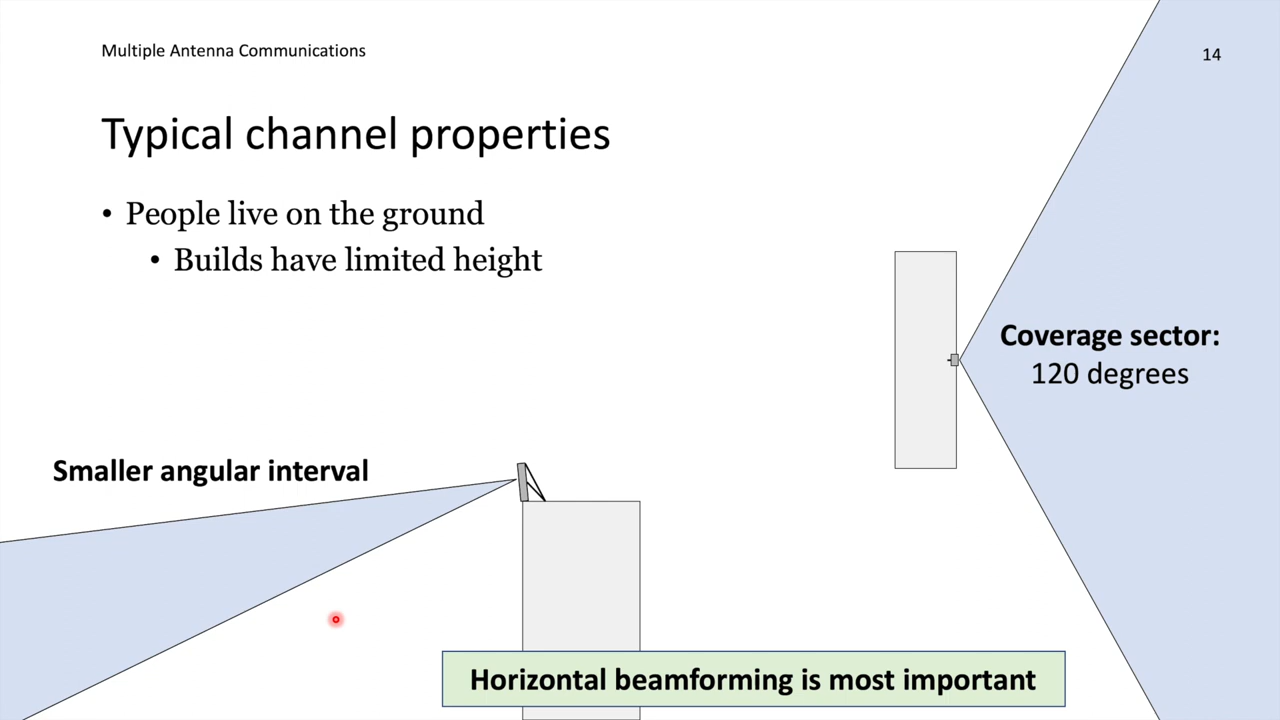 Multiple Antenna Communications
14
Typical channel properties
• People live on the ground
• Builds have limited height
Coverage sector:
120 degrees
Smaller angular interval
Horizontal beamforming is most important